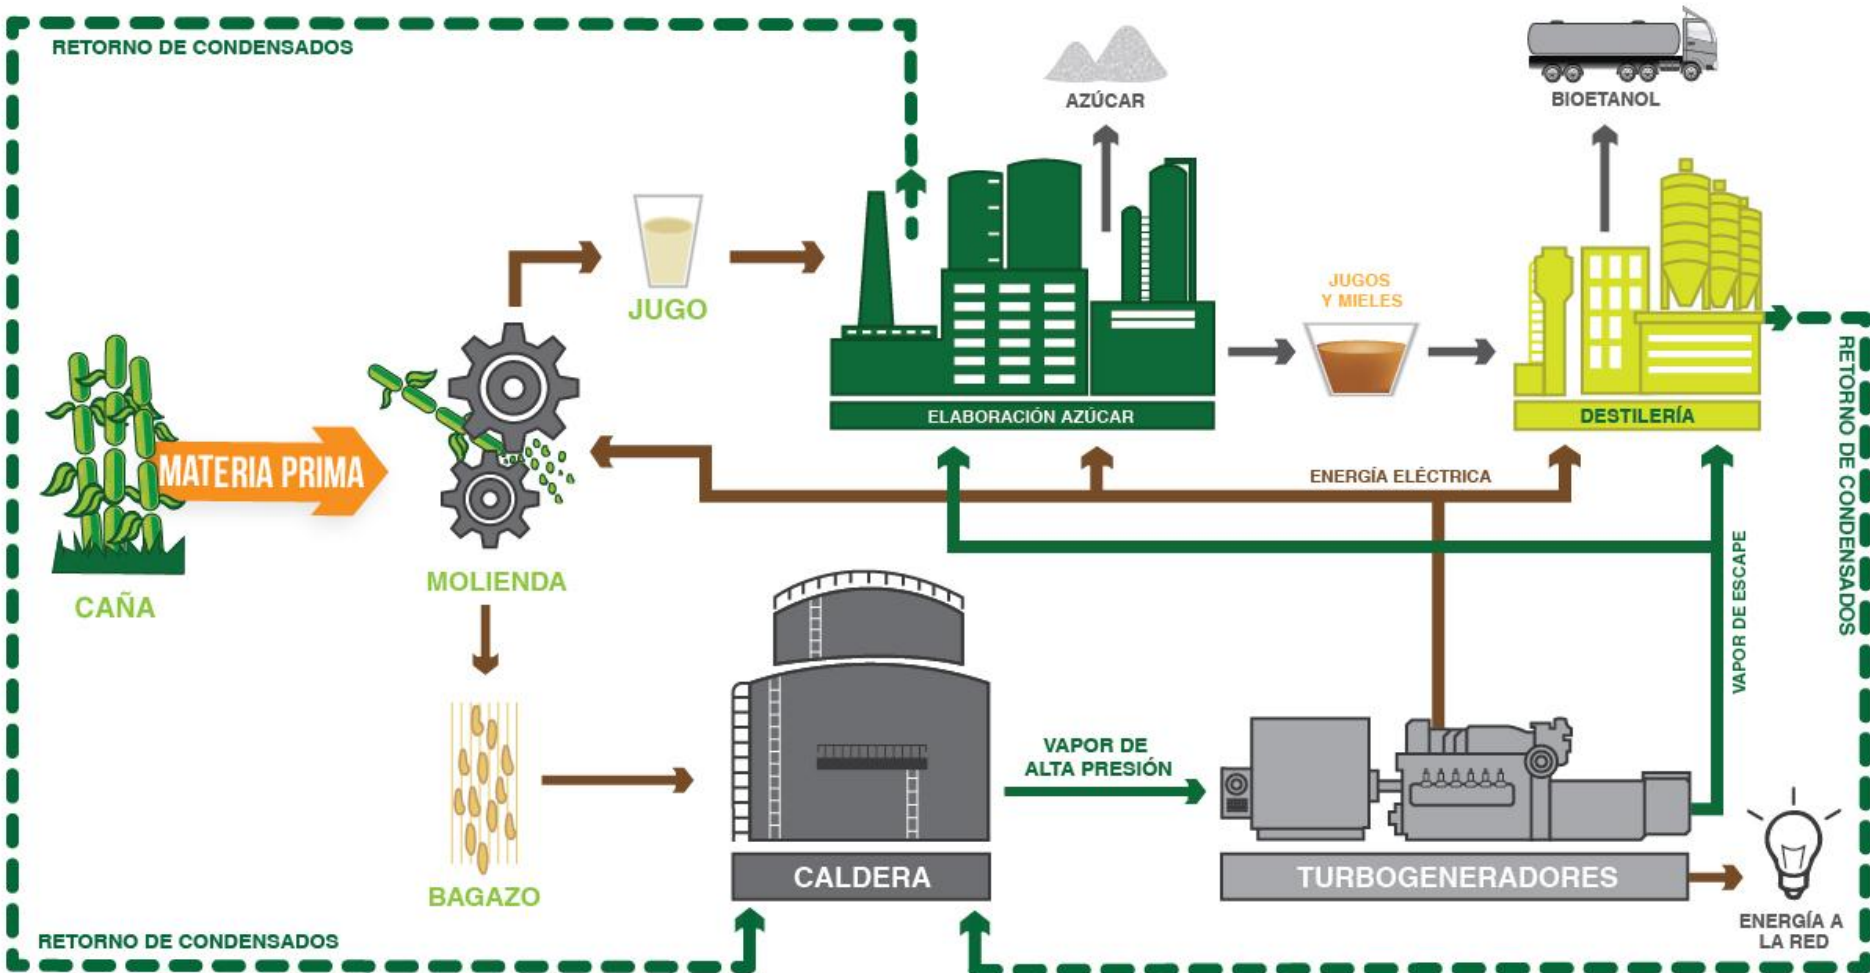 RETORNO DE CONDENSADOS
AZÚCAR
BIOETANOL
JUGO
JUGOS
Y MIELES
ELABORACIÓN AZÚCAR
DESTILERÍA
RETORNO DE CONDENSADOS
MATERIA PRIMA
ENERGÍA ELÉCTRICA
CAÑA
MOLIENDA
VAPOR DE ESCAPE
VAPOR DE
ALTA PRESIÓN
BAGAZO
CALDERA
TURBOGENERADORES
ENERGÍA A
LA RED
RETORNO DE CONDENSADOS